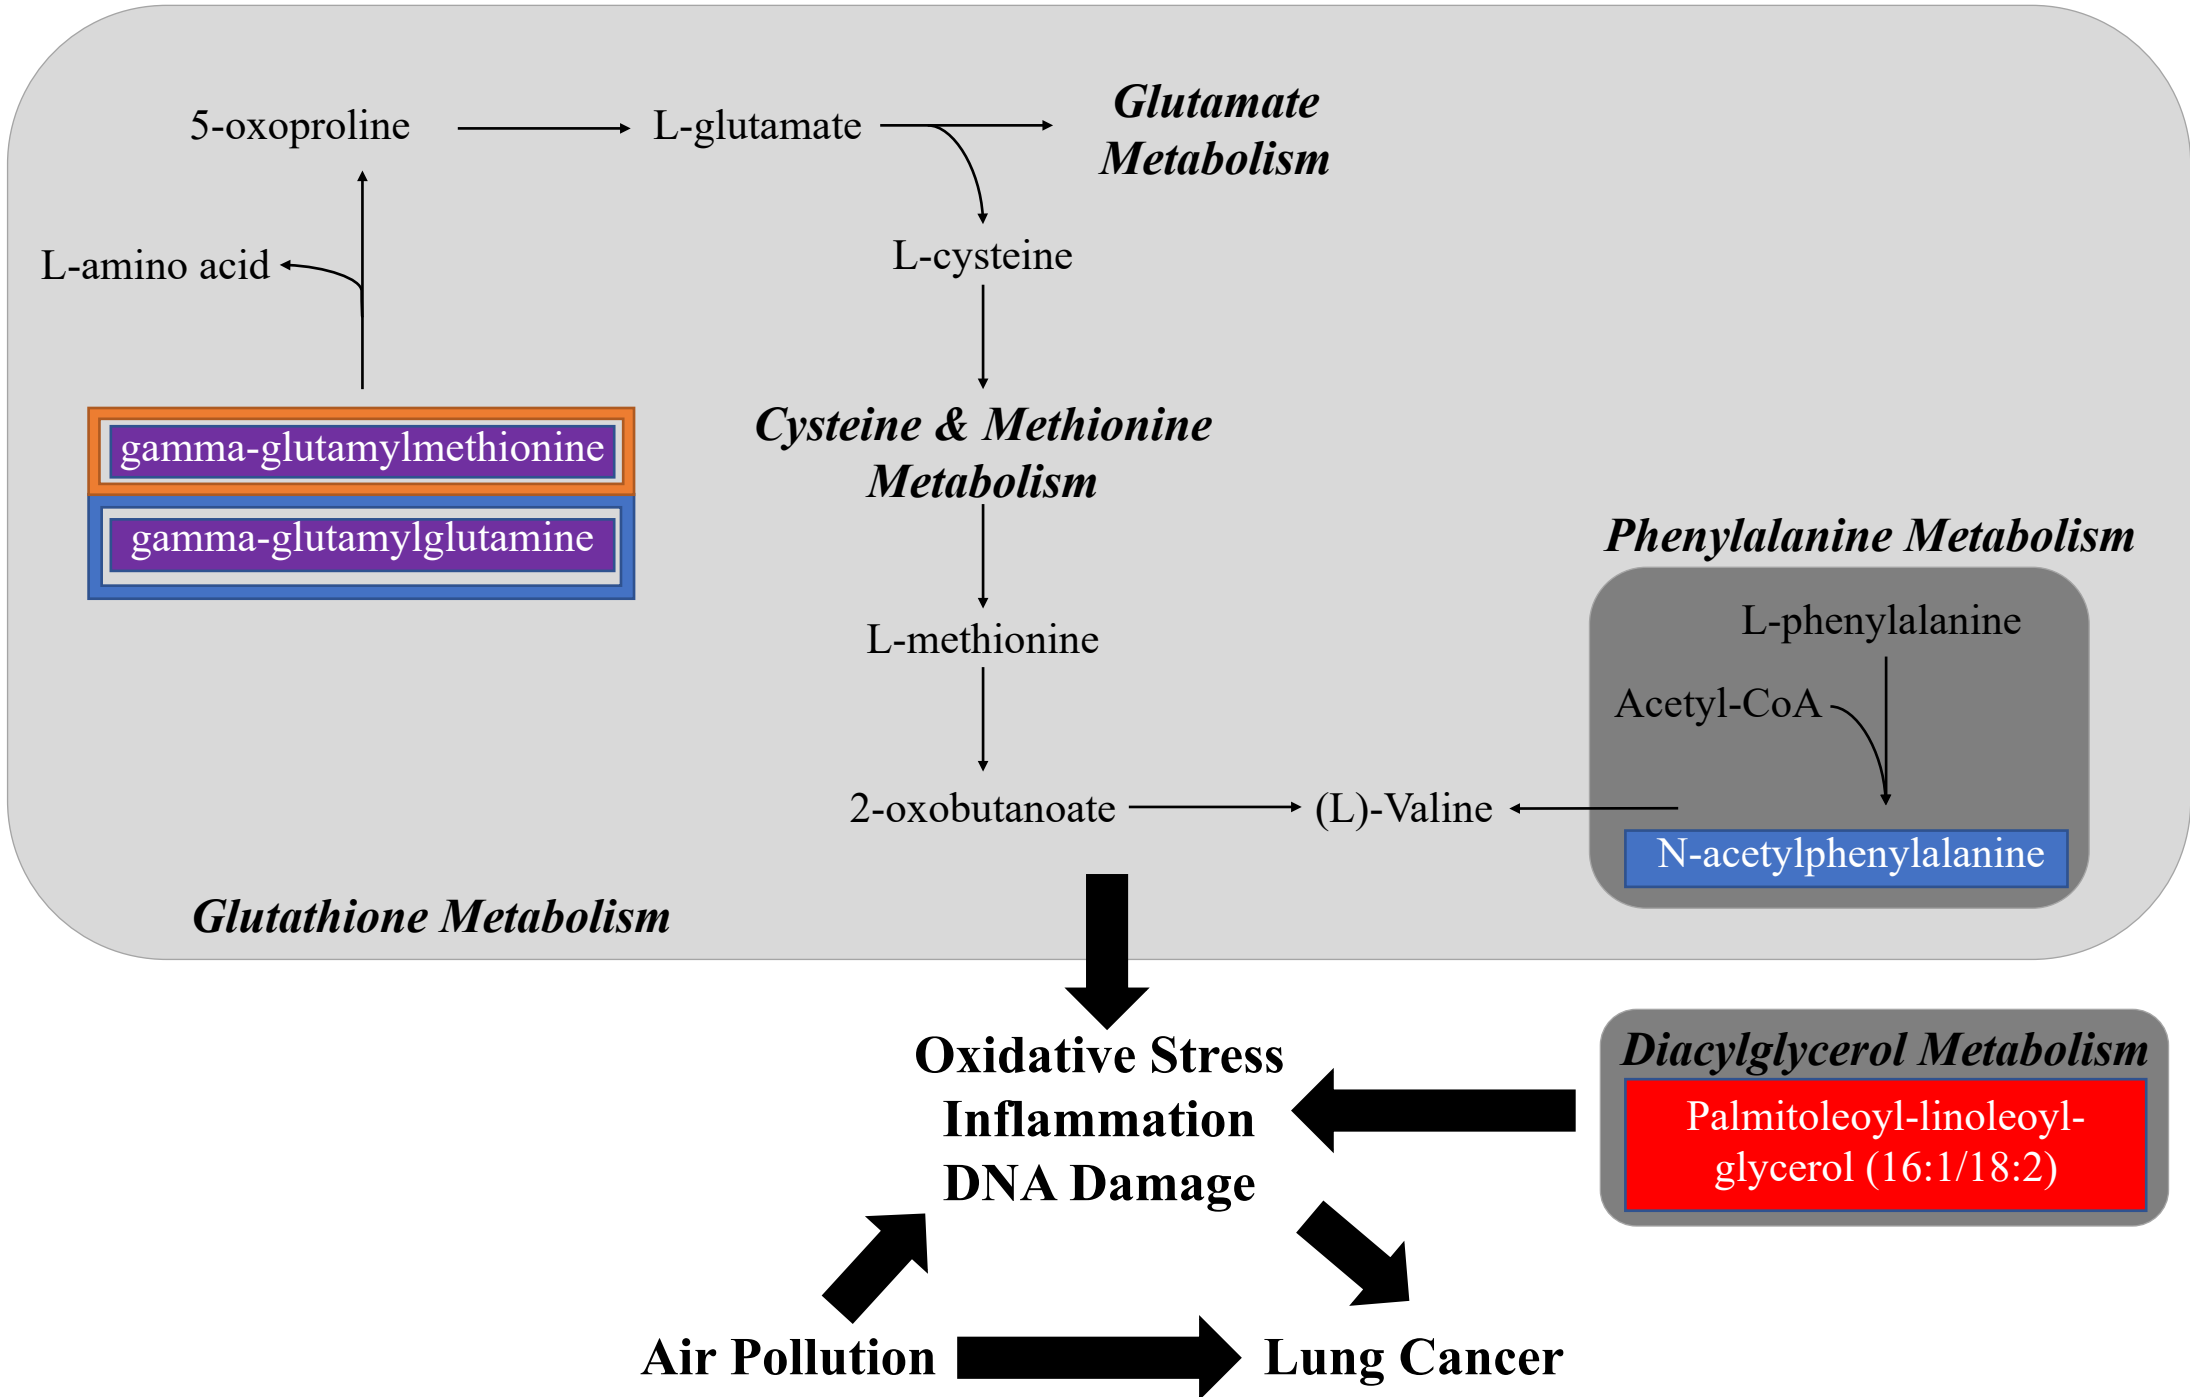 5-oxoproline
L-glutamate
Glutamate
Metabolism
L-amino acid
L-cysteine
gamma-glutamylmethionine
gamma-glutamylglutamine
Cysteine & Methionine
Metabolism
L-methionine
Phenylalanine Metabolism
L-phenylalanine
Acetyl-CoA
2-oxobutanoate
(L)-Valine
N-acetylphenylalanine
Glutathione Metabolism
Oxidative Stress
Inflammation
DNA Damage
Diacylglycerol Metabolism
Palmitoleoyl-linoleoyl-
glycerol (16:1/18:2)
Air Pollution
Lung Cancer